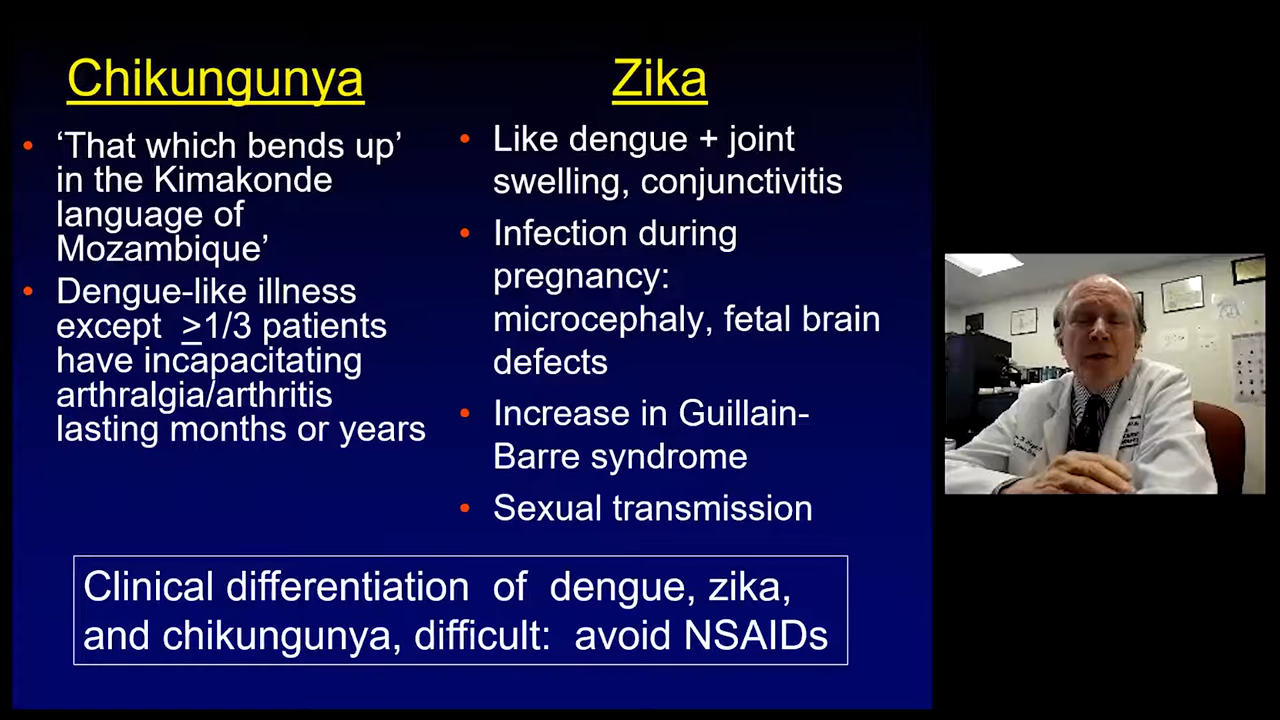 Chikungunya
‘That which bends up’
in the Kimakonde
language of
Mozambique’
Dengue-like illness
except ≥1/3 patients
have incapacitating
arthralgia/arthritis
lasting months or years
Zika
Like dengue + joint
swelling, conjunctivitis
Infection during
pregnancy:
microcephaly, fetal brain
defects
Increase in Guillain-
Barre syndrome
Sexual transmission
Clinical differentiation of dengue, zika,
and chikungunya, difficult: avoid NSAIDs